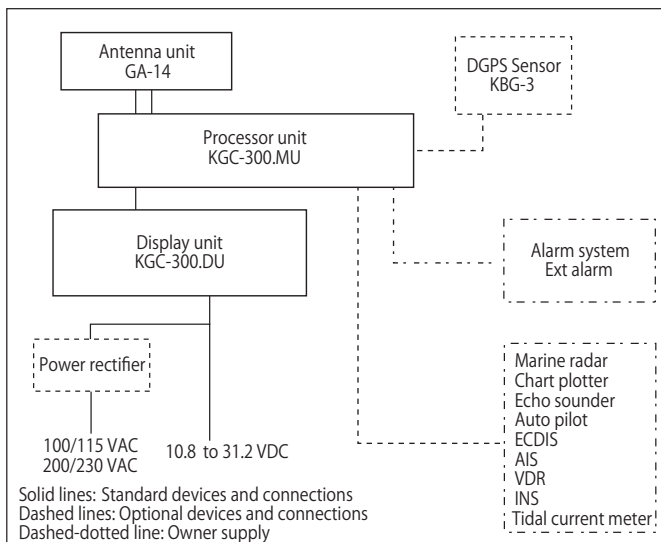 Antenna unit
GA-14
DGPS Sensor
KBG-3
Processor unit
KGC-300.MU
Display unit
KGC-300.DU
Alarm system
Ext alarm
Power rectifier
100/115 VAC
200/230 VAC
10.8 to 31.2 VDC
Marine radar
Chart plotter
Echo sounder
Auto pilot
ECDIS
AIS
VDR
INS
Tidal current meter
Solid lines: Standard devices and connections
Dashed lines: Optional devices and connections
Dashed-dotted line: Owner supply